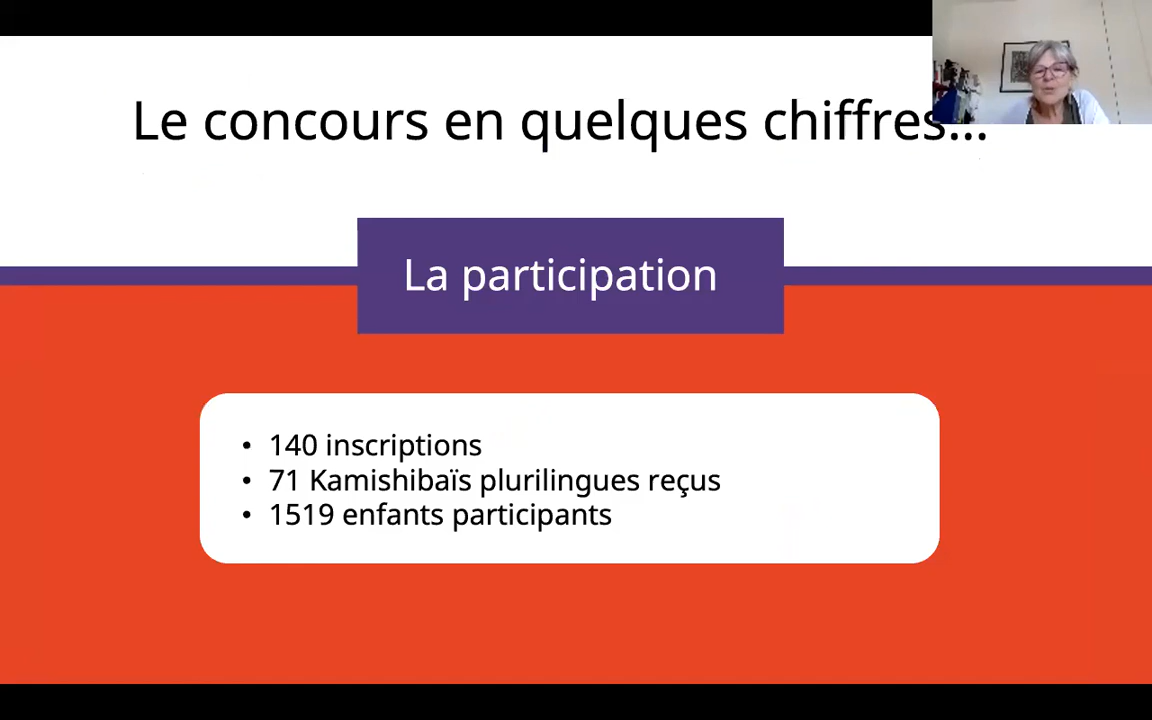 Le concours en quelques chiffres...
La participation
• 140 inscriptions
• 71 Kamishibaïs plurilingues reçus
• 1519 enfants participants